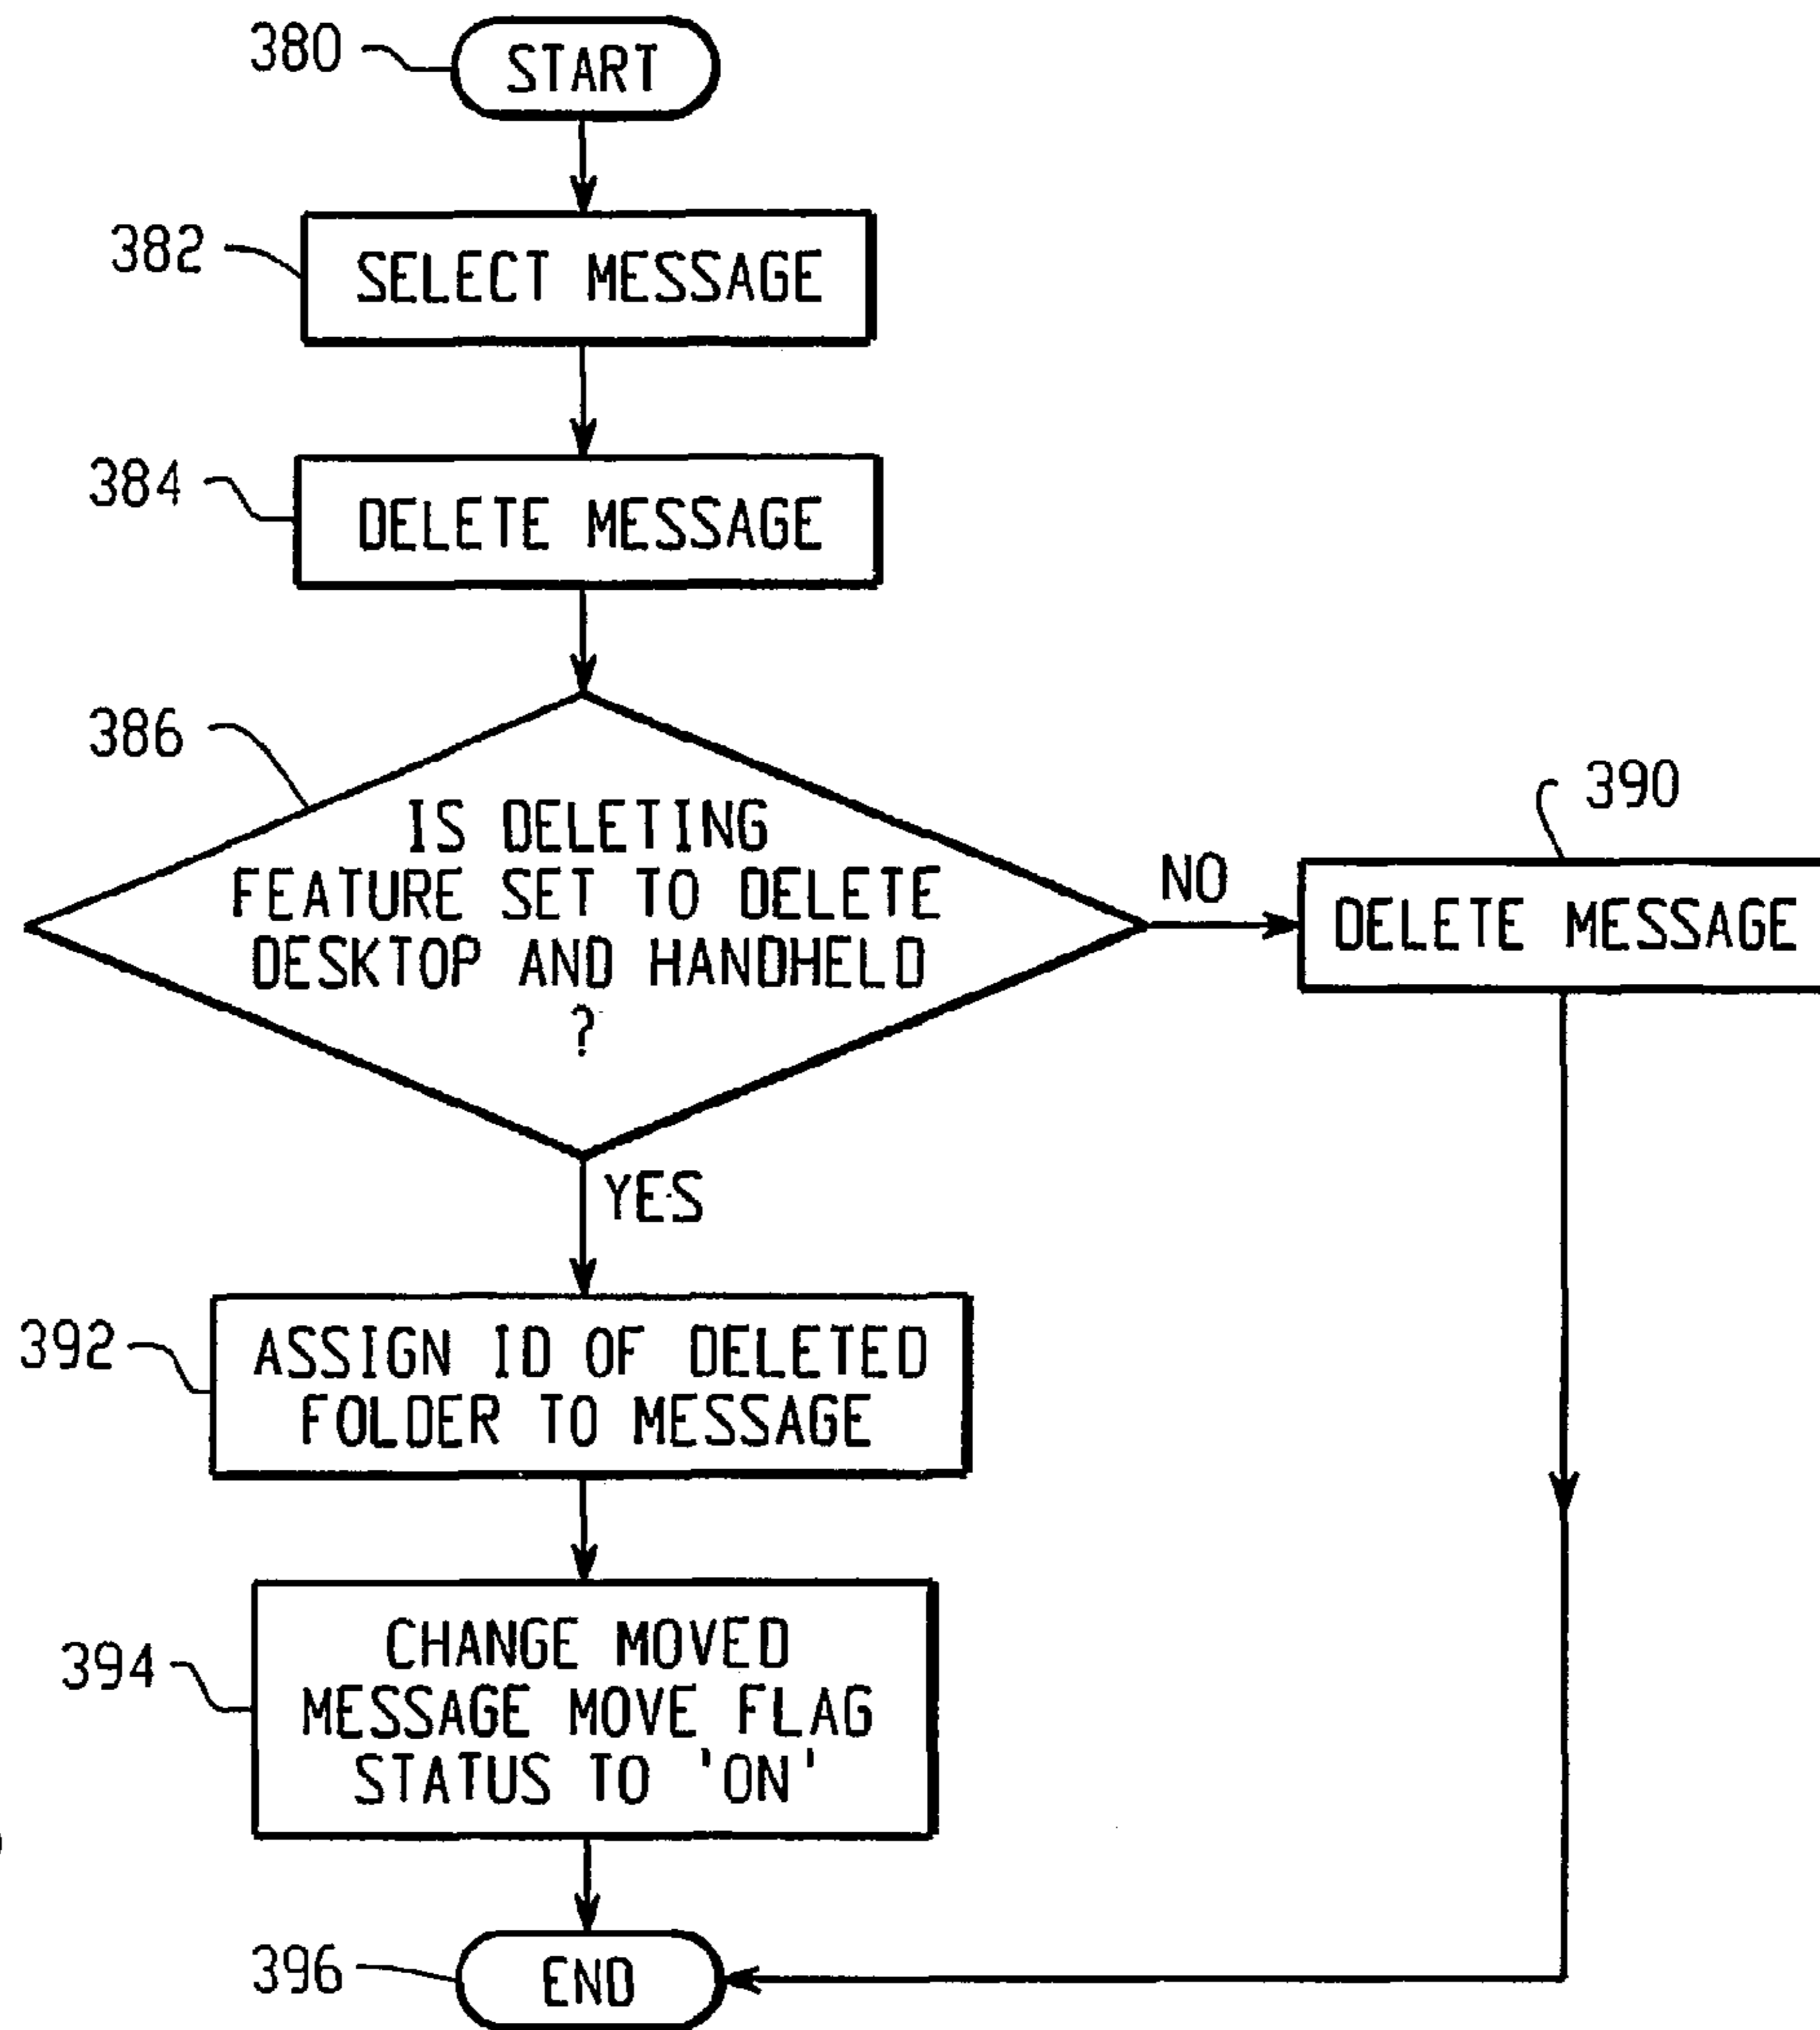 380
START
382
SELECT MESSAGE
384
DELETE MESSAGE
386
IS DELETING
FEATURE SET TO DELETE
DESKTOP AND HANDHELD
?
NO
390
DELETE MESSAGE
YES
392
ASSIGN ID OF DELETED
FOLDER TO MESSAGE
394
CHANGE MOVED
MESSAGE MOVE FLAG
STATUS TO 'ON'
396
END